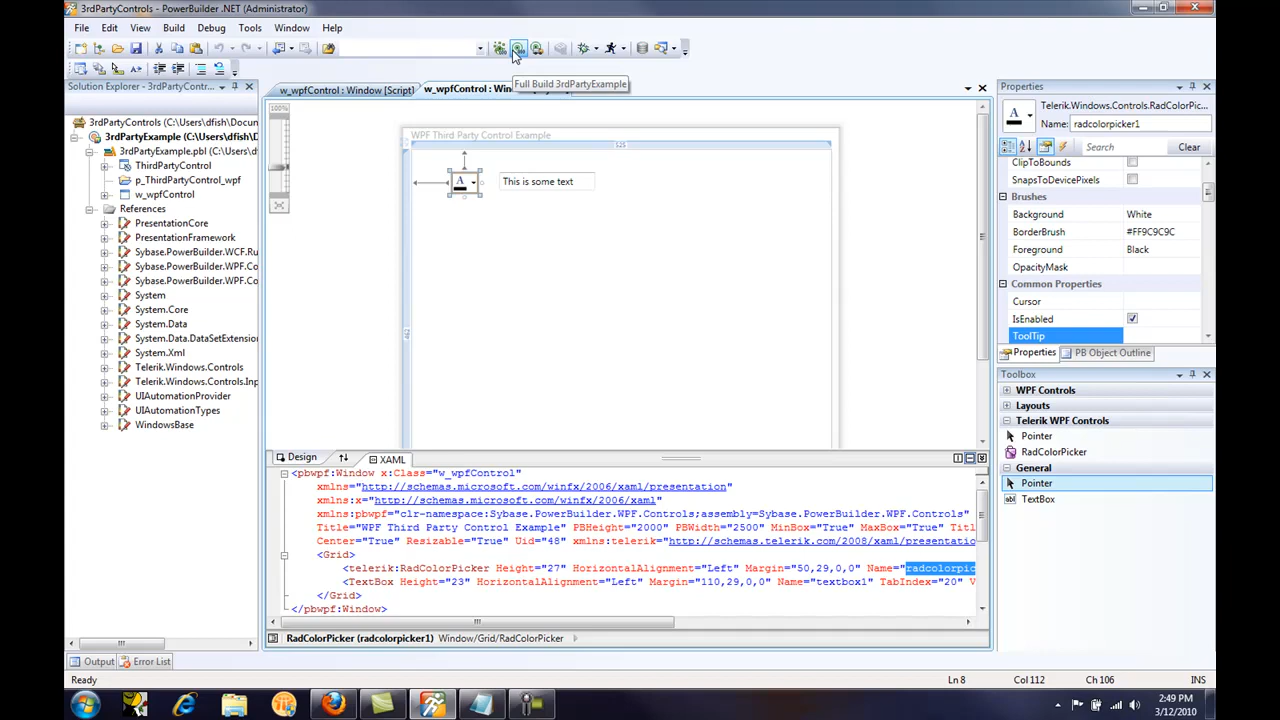 3rdPartyControls - PowerBuilder .NET (Administrator)
File Edit View Build Debug Tools Window Help
Full Build 3rdPartyExample
Solution Explorer - 3rdPartyContr...
3rdPartyControls (C:\Users\dfish\Docum
3rdPartyExample (C:\Users\df
3rdPartyExample.pbl (C:\Users\d
ThirdPartyControl
p_ThirdPartyControl_wpf
w_wpfControl
References
PresentationCore
PresentationFramework
Sybase.PowerBuilder.WCF.Ru
Sybase.PowerBuilder.WPF.Co
Sybase.PowerBuilder.WPF.Co
System
System.Core
System.Data
System.Data.DataSetExtension
System.Xml
Telerik.Windows.Controls
Telerik.Windows.Controls.Inp
UIAutomationProvider
UIAutomationTypes
WindowsBase
Output Error List
w_wpfControl : Window [Script] w_wpfControl : Win
100%
WPF Third Party Control Example
525
A This is some text
Design XAML
<pbwpf:Window x:Class="w_wpfControl"
xmlns="http://schemas.microsoft.com/winfx/2006/xaml/presentation"
xmlns:x="http://schemas.microsoft.com/winfx/2006/xaml"
xmlns:pbwpf="clr-namespace:Sybase.PowerBuilder.WPF.Controls;assembly=Sybase.PowerBuilder.WPF.Controls"
Title="WPF Third Party Control Example" PBHeight="2000" PBWidth="2500" MinBox="True" MaxBox="True" Titl
Center="True" Resizable="True" Uid="48" xmlns:telerik="http://schemas.telerik.com/2008/xaml/presentatio
<Grid>
<telerik:RadColorPicker Height="27" HorizontalAlignment="Left" Margin="50,29,0,0" Name="radcolorpic
<TextBox Height="23" HorizontalAlignment="Left" Margin="110,29,0,0" Name="textbox1" TabIndex="20" V
</Grid>
</pbwpf:Window>
RadColorPicker (radcolorpicker1) Window/Grid/RadColorPicker
Properties
A Telerik.Windows.Controls.RadColorPic...
Name: radcolorpicker1
Search Clear
ClipToBounds
SnapsToDevicePixels
Brushes
Background White
BorderBrush #FF9C9C9C
Foreground Black
OpacityMask
Common Properties
Cursor
IsEnabled
ToolTip
Properties PB Object Outline
Toolbox
WPF Controls
Layouts
Telerik WPF Controls
Pointer
RadColorPicker
General
Pointer
TextBox
Ready Ln 8 Col 112 Ch 106 INS
2:49 PM
3/12/2010